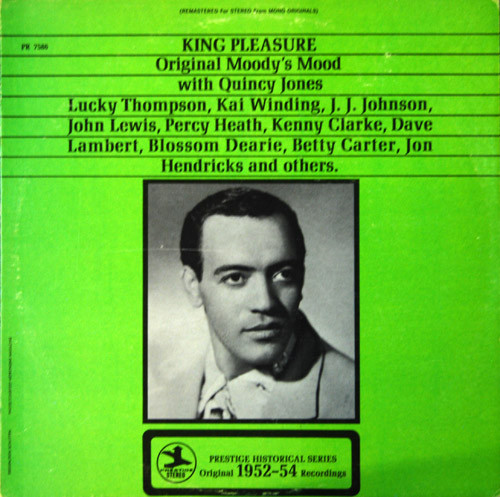 (REMASTERED For STEREO From MONO ORIGINALS)
PR 7586
KING PLEASURE
Original Moody's Mood
with Quincy Jones
Lucky Thompson, Kai Winding, J. J. Johnson,
John Lewis, Percy Heath, Kenny Clarke, Dave
Lambert, Blossom Dearie, Betty Carter, Jon
Hendricks and others.
PRESTIGE
STEREO
PRESTIGE HISTORICAL SERIES
Original 1952-54 Recordings